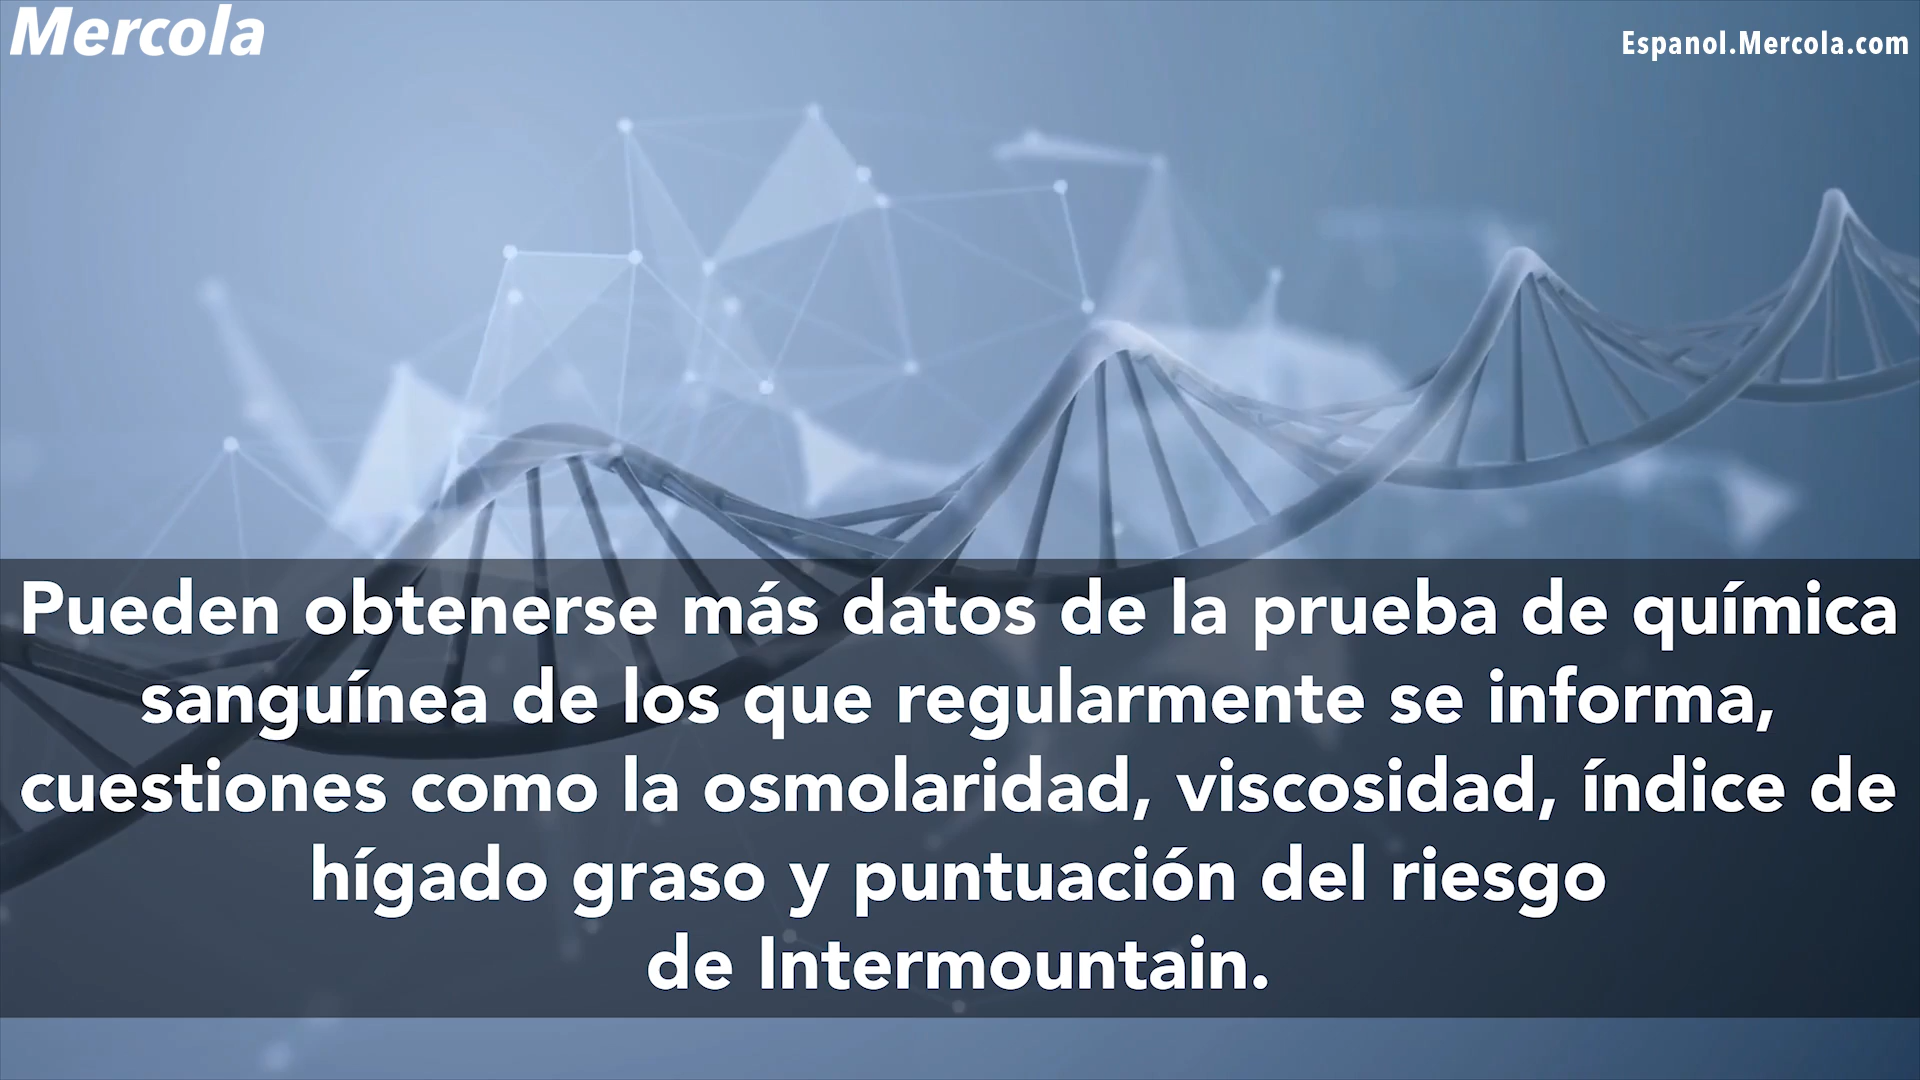 Mercola
Espanol.Mercola.com
Pueden obtenerse más datos de la prueba de química
sanguínea de los que regularmente se informa,
cuestiones como la osmolaridad, viscosidad, índice de
hígado graso y puntuación del riesgo
de Intermountain.